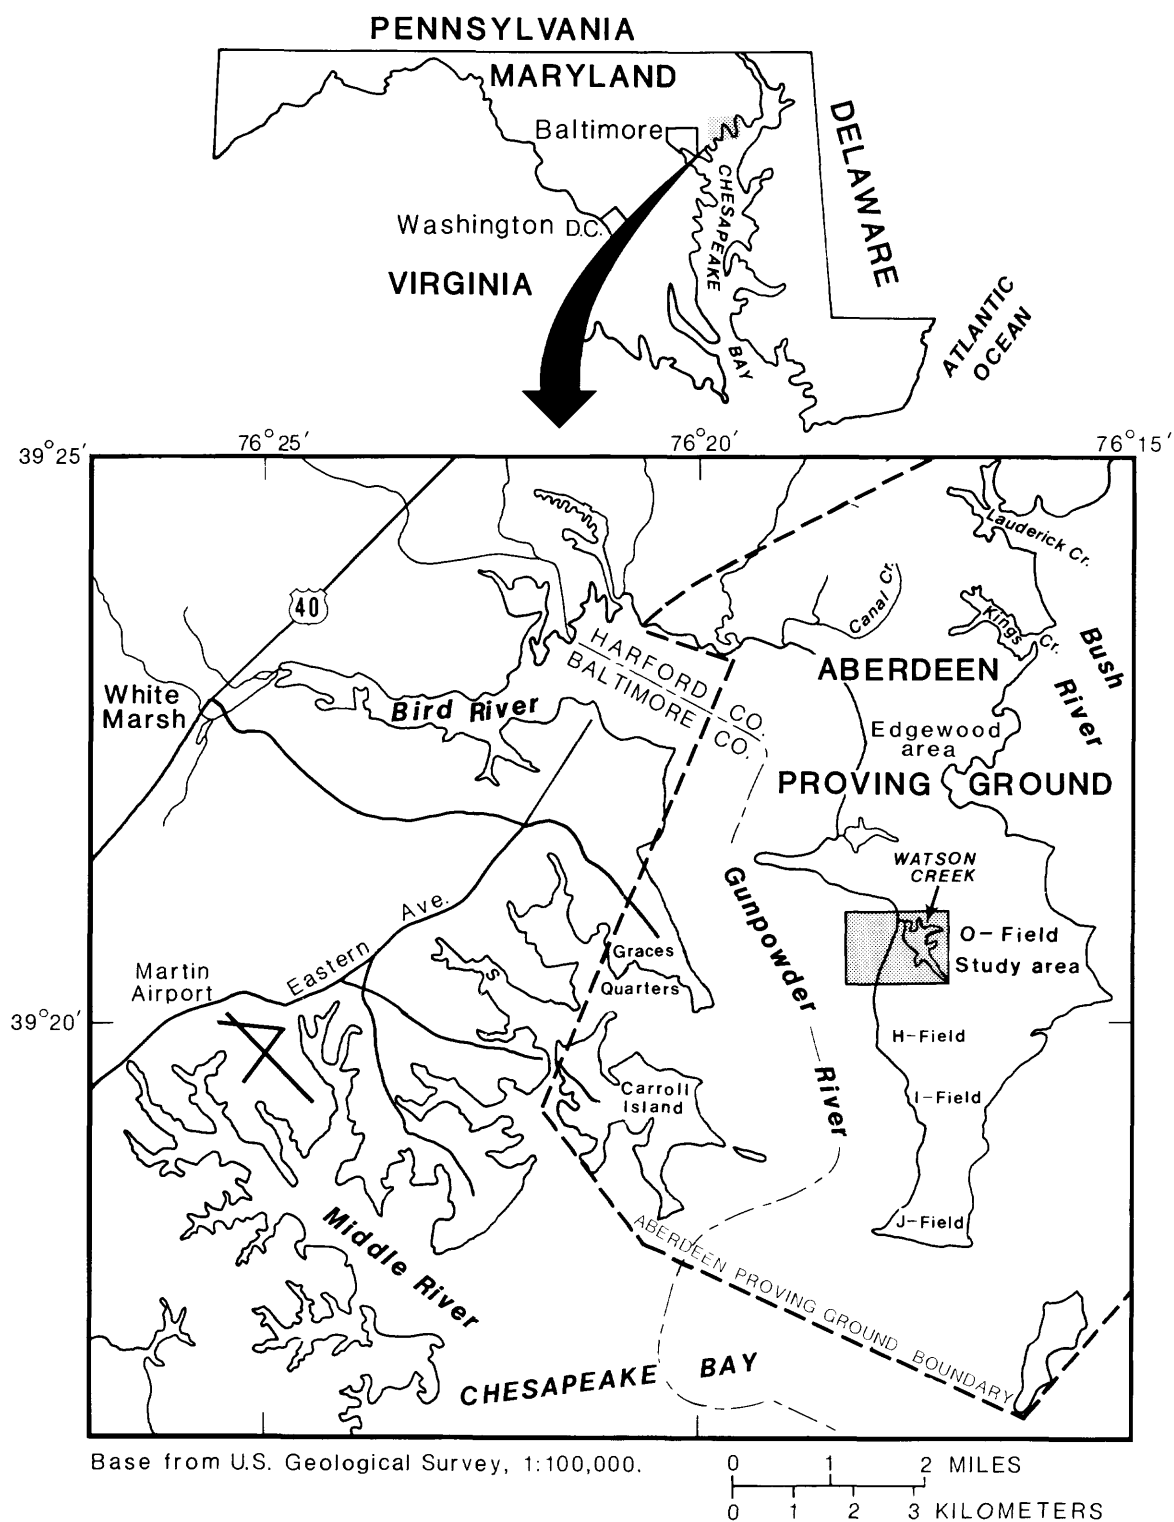 PENNSYLVANIA
MARYLAND
Baltimore
DELAWARE
CHESAPEAKE
BAY
Washington D.C.
VIRGINIA
ATLANTIC
OCEAN
76°25'
76°20'
76°15'
39°25'
Lauderick Cr.
40
Canal Cr.
Kings Cr.
HARFORD CO.
BALTIMORE CO.
ABERDEEN
Bush
River
White
Marsh
Bird River
Edgewood
area
PROVING GROUND
WATSON
CREEK
Gunpowder
River
Eastern Ave.
O-Field
Study area
Graces
Quarters
Martin
Airport
39°20'
H-Field
I-Field
Carroll
Island
J-Field
Middle River
ABERDEEN PROVING GROUND BOUNDARY
CHESAPEAKE BAY
Base from U.S. Geological Survey, 1:100,000.
0 1 2 MILES
0 1 2 3 KILOMETERS